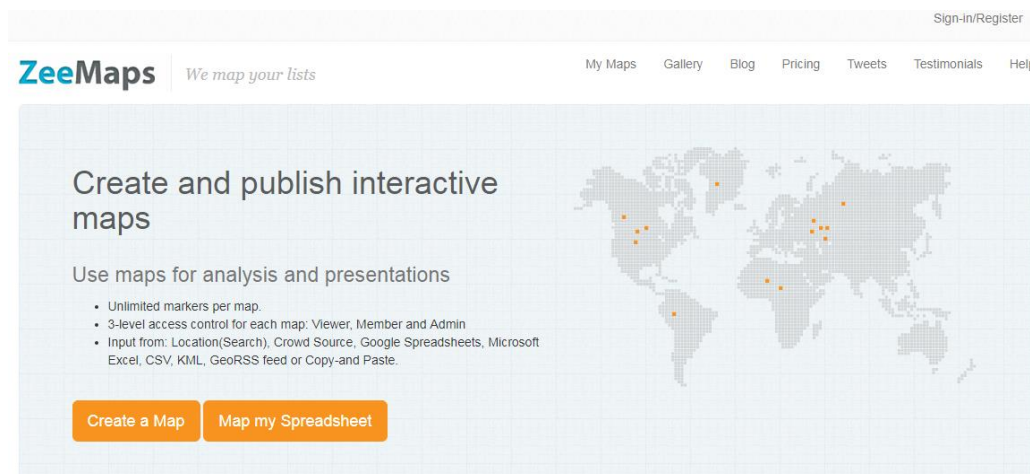 Sign-in/Register
ZeeMaps
We map your lists
My Maps Gallery Blog Pricing Tweets Testimonials Help
Create and publish interactive
maps
Use maps for analysis and presentations
• Unlimited markers per map.
• 3-level access control for each map: Viewer, Member and Admin
• Input from: Location(Search), Crowd Source, Google Spreadsheets, Microsoft
Excel, CSV, KML, GeoRSS feed or Copy-and Paste.
Create a Map Map my Spreadsheet